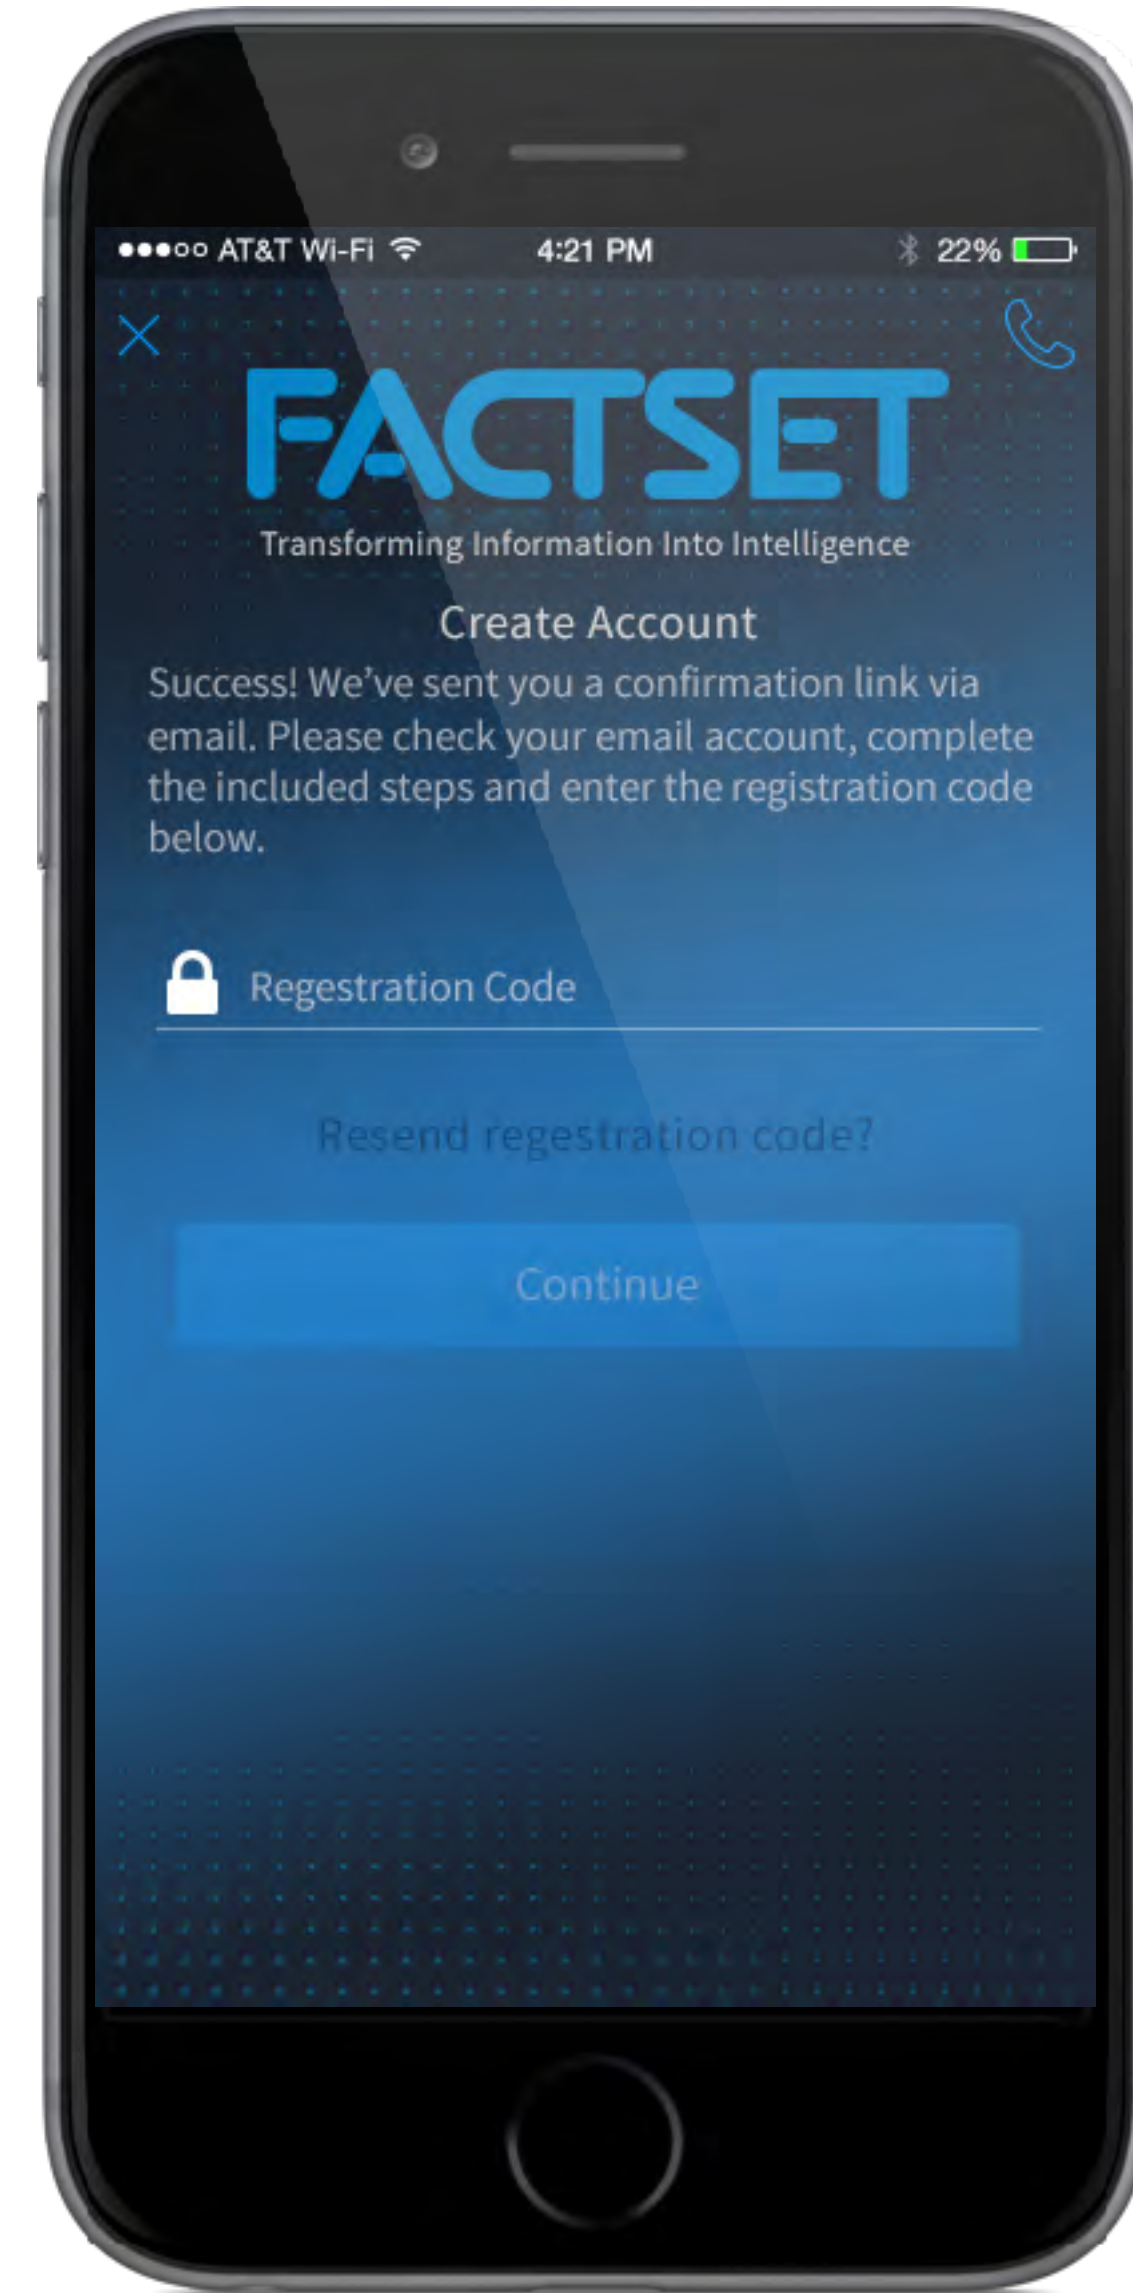 AT&T Wi-Fi 4:21 PM 22%
FACTSET
Transforming Information Into Intelligence
Create Account
Success! We've sent you a confirmation link via
email. Please check your email account, complete
the included steps and enter the registration code
below.
Regestration Code
Resend regestration code?
Continue